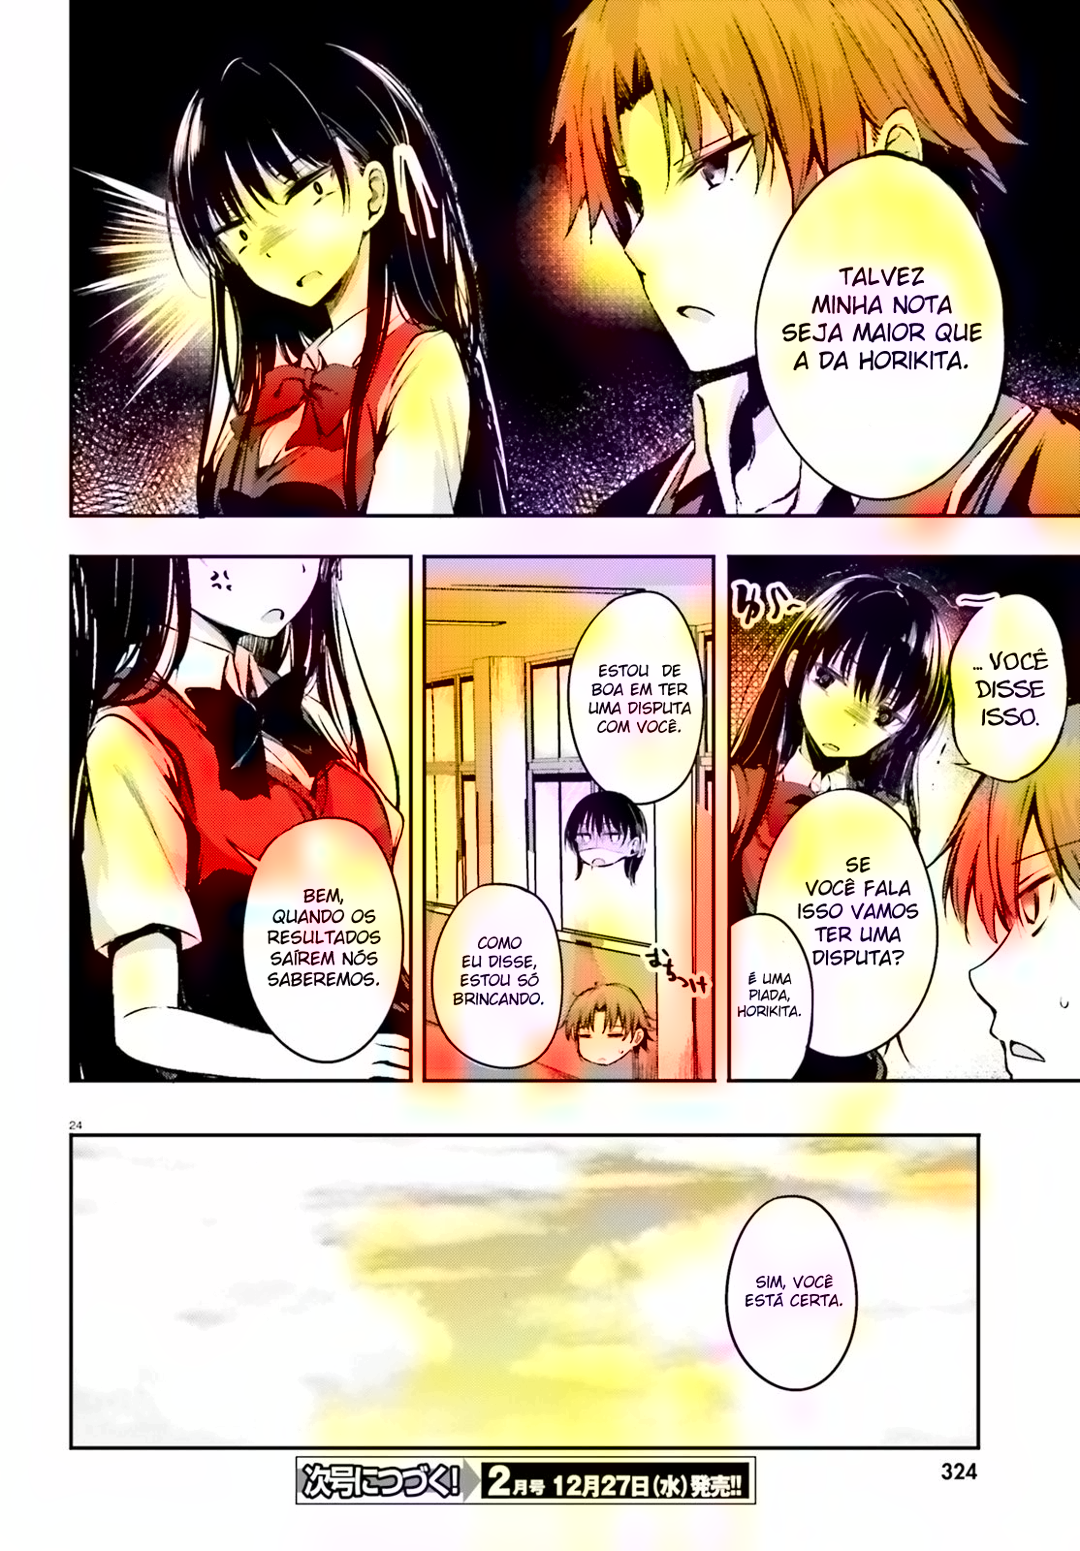 TALVEZ
MINHA NOTA
SEJA MAIOR QUE
A DA HORIKITA.
... VOCÊ
DISSE
ISSO.
SE
VOCÊ FALA
ISSO VAMOS
TER UMA
DISPUTA?
É UMA
PIADA,
HORIKITA.
ESTOU DE
BOA EM TER
UMA DISPUTA
COM VOCÊ.
COMO
EU DISSE,
ESTOU SÓ
BRINCANDO.
BEM,
QUANDO OS
RESULTADOS
SAÍREM NÓS
SABEREMOS.
24
SIM, VOCÊ
ESTÁ CERTA.
324
次号につづく! 2月号 12月27日(水)発売!!